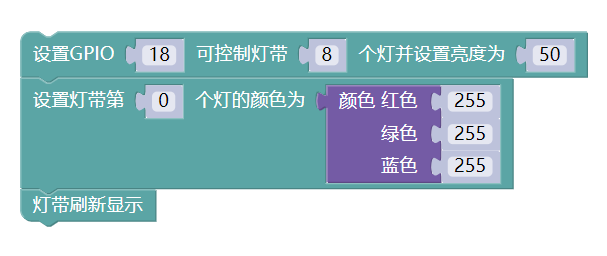 设置GPIO 18 可控制灯带 8 个灯并设置亮度为 50
设置灯带第 0 个灯的颜色为 颜色 红色 255
绿色 255
蓝色 255
灯带刷新显示